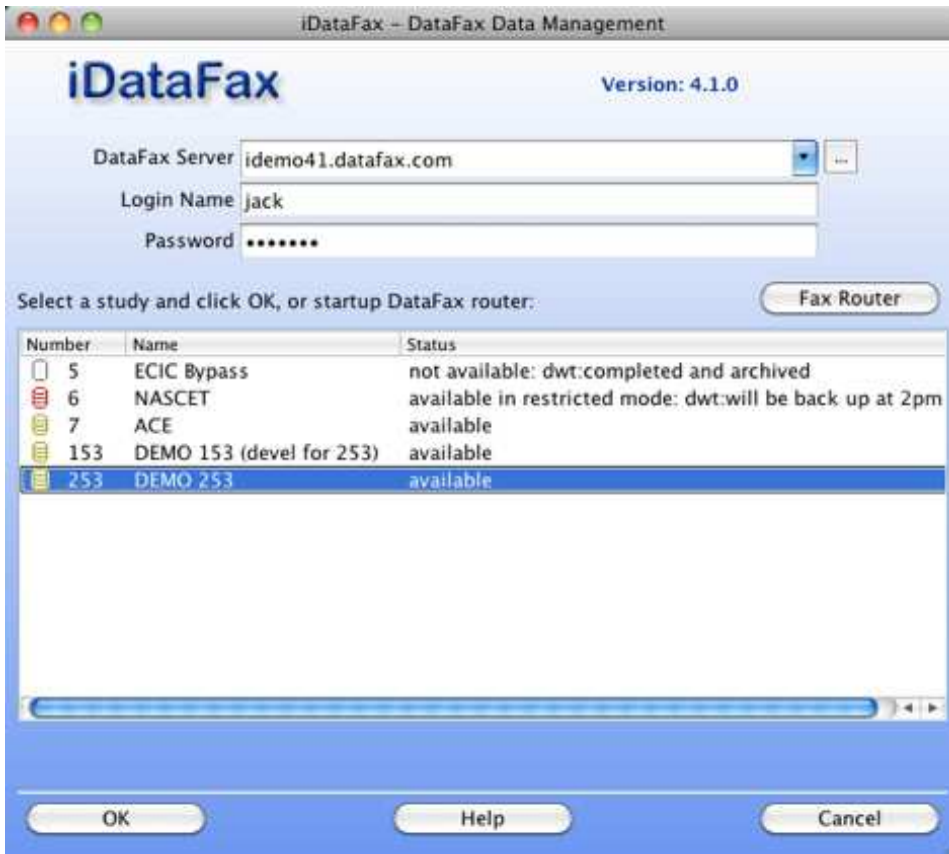 iDataFax – DataFax Data Management
iDataFax
Version: 4.1.0
DataFax Server idemo41.datafax.com ...
Login Name jack
Password •••••••
Select a study and click OK, or startup DataFax router: Fax Router
Number Name Status
5 ECIC Bypass not available: dwt:completed and archived
6 NASCET available in restricted mode: dwt:will be back up at 2pm
7 ACE available
153 DEMO 153 (devel for 253) available
253 DEMO 253 available
OK Help Cancel